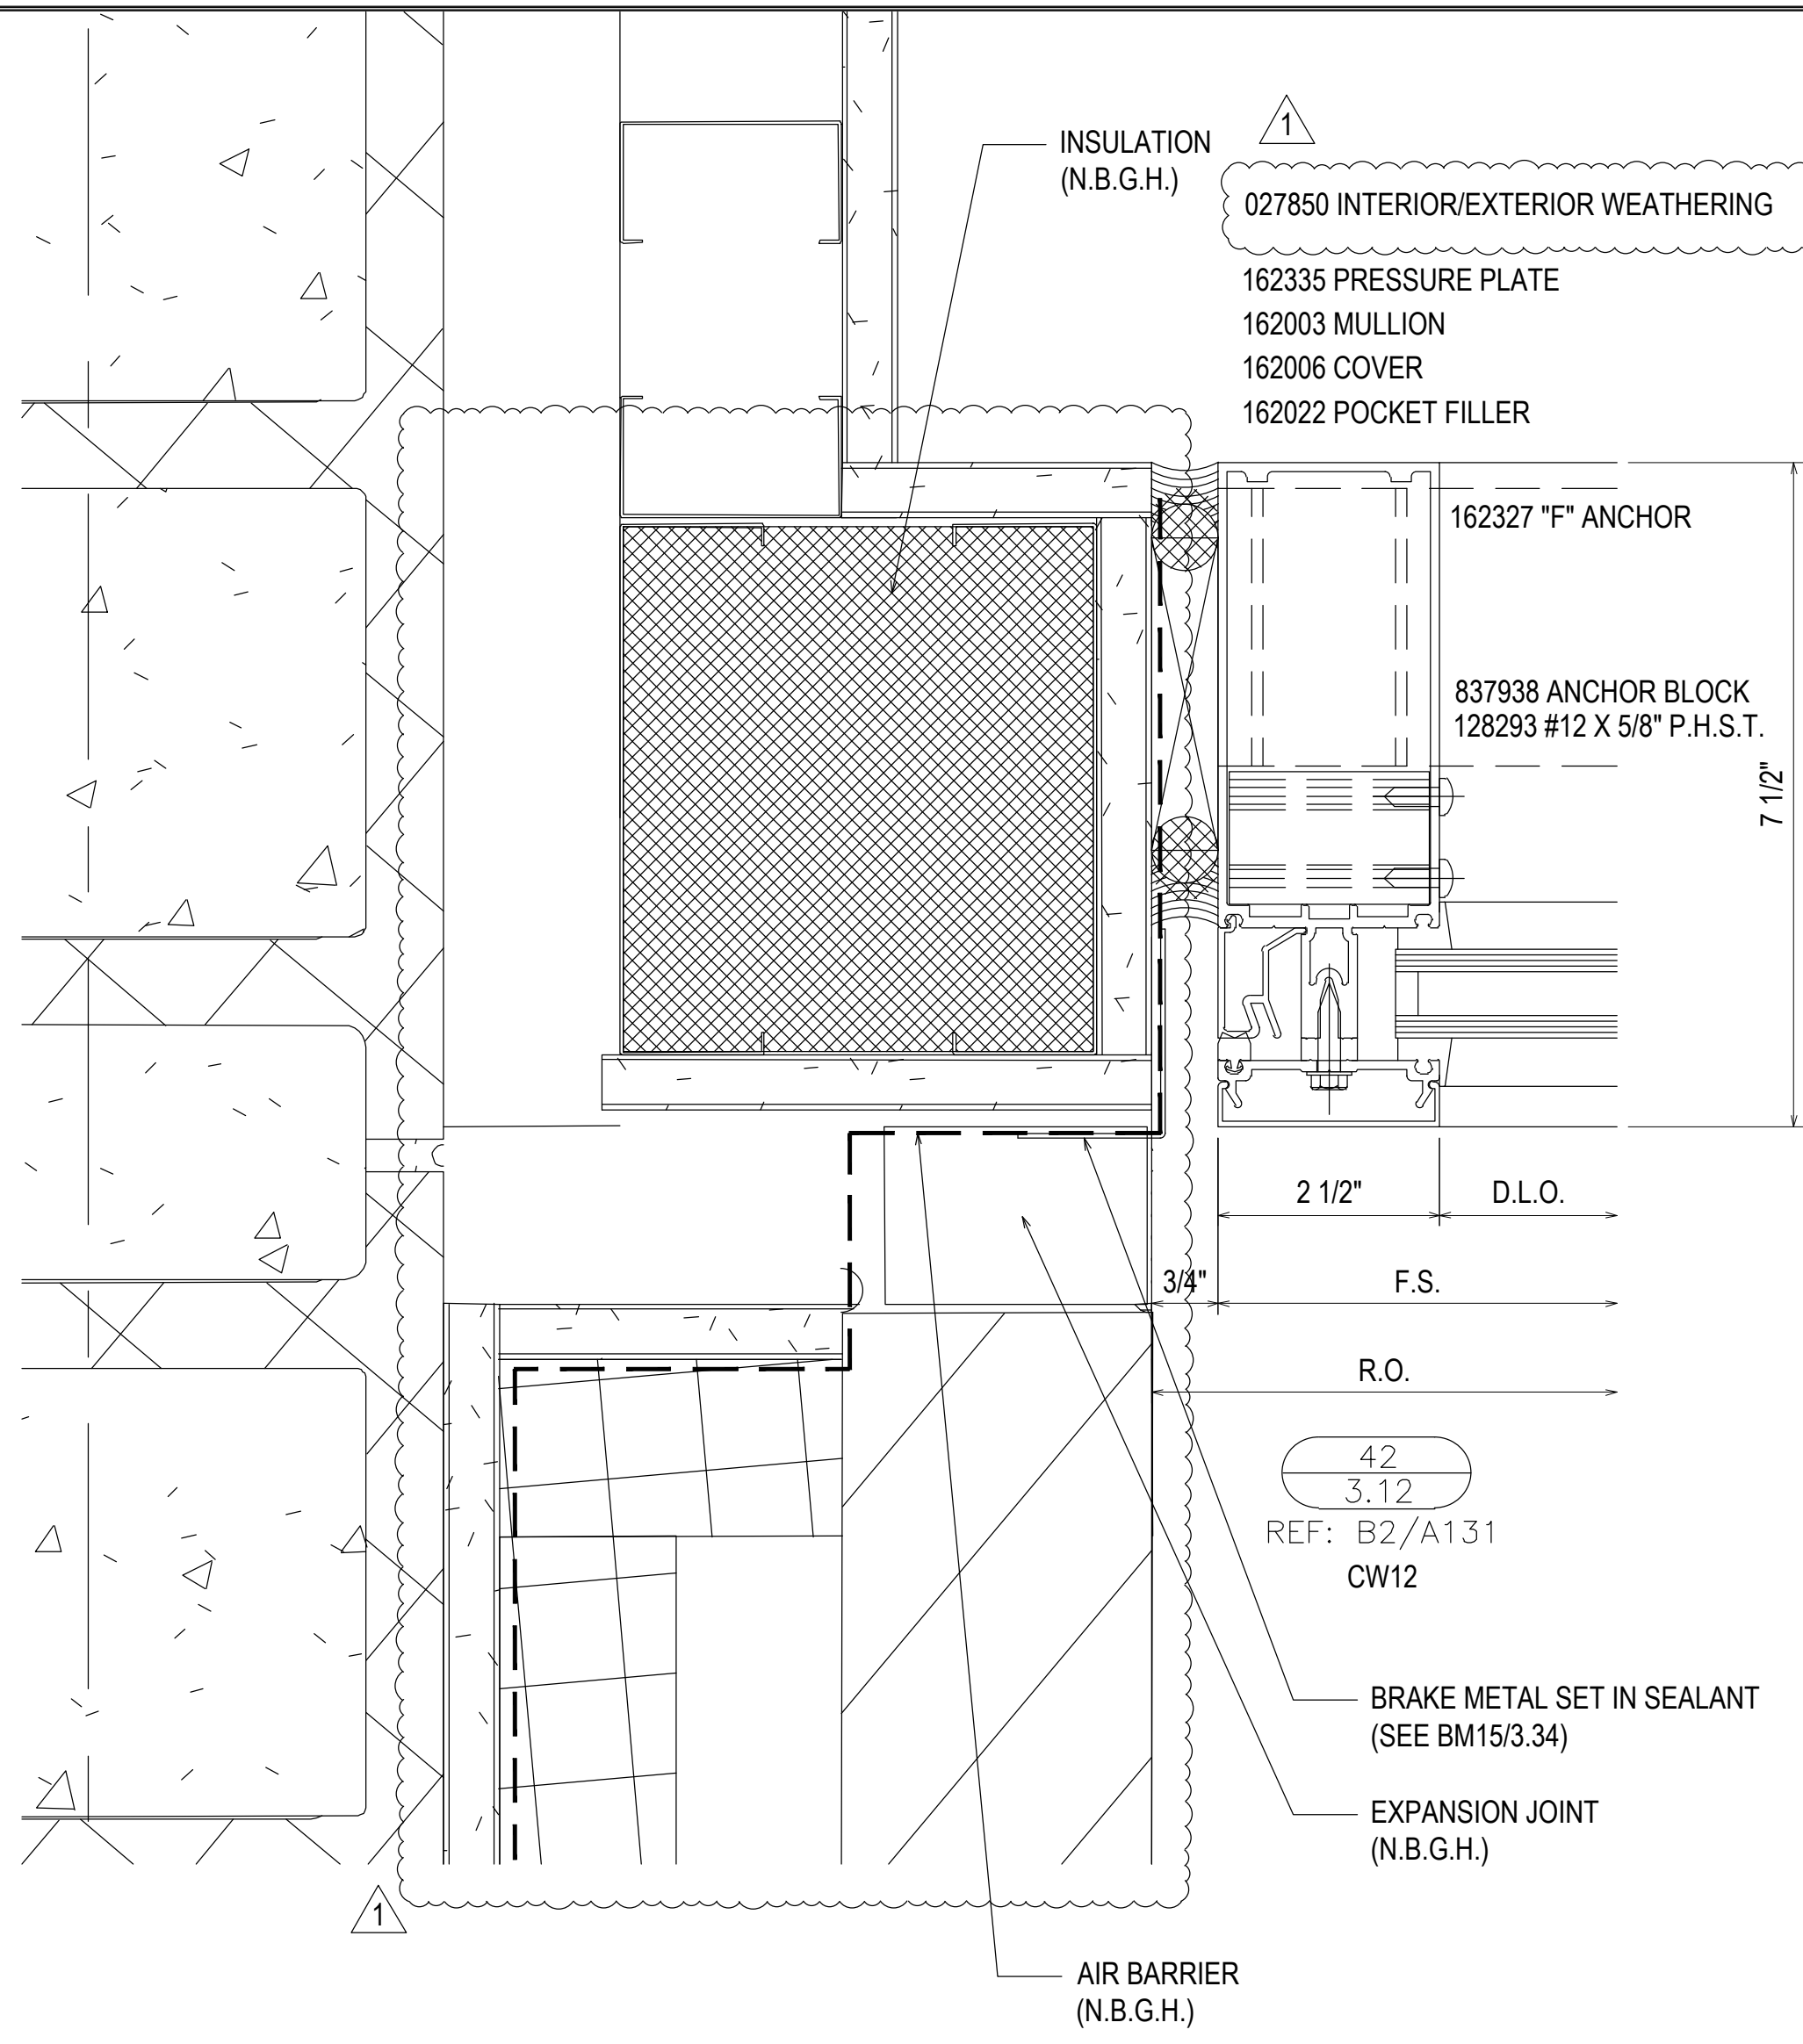 1
INSULATION
(N.B.G.H.)
027850 INTERIOR/EXTERIOR WEATHERING
162335 PRESSURE PLATE
162003 MULLION
162006 COVER
162022 POCKET FILLER
162327 "F" ANCHOR
837938 ANCHOR BLOCK
128293 #12 X 5/8" P.H.S.T.
7 1/2"
2 1/2"
D.L.O.
3/4"
F.S.
R.O.
42
3.12
REF: B2/A131
CW12
BRAKE METAL SET IN SEALANT
(SEE BM15/3.34)
EXPANSION JOINT
(N.B.G.H.)
1
AIR BARRIER
(N.B.G.H.)